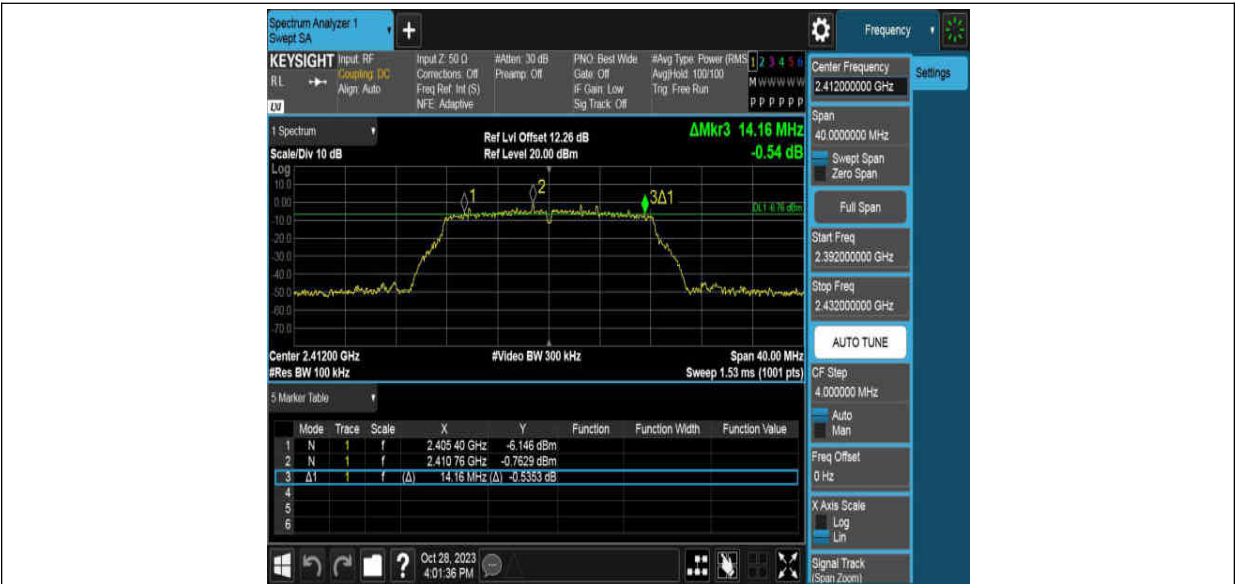 Spectrum Analyzer 1
Swept SA
+
Frequency
KEYSIGHT
RL
LXI
Input: RF
Coupling: DC
Align: Auto
Input Z: 50 Ω
Corrections: Off
Freq Ref: Int (S)
NFE: Adaptive
#Atten: 30 dB
Preamp: Off
PNO: Best Wide
Gate: Off
IF Gain: Low
Sig Track: Off
#Avg Type: Power (RMS
Avg|Hold: 100/100
Trig: Free Run
1 2 3 4 5 6
M W W W W W
P P P P P P
Center Frequency
2.412000000 GHz
Settings
Span
40.0000000 MHz
Swept Span
Zero Span
Full Span
Start Freq
2.392000000 GHz
Stop Freq
2.432000000 GHz
AUTO TUNE
CF Step
4.000000 MHz
Auto
Man
Freq Offset
0 Hz
X Axis Scale
Log
Lin
Signal Track
(Span Zoom)
1 Spectrum
Scale/Div 10 dB
Ref Lvl Offset 12.26 dB
Ref Level 20.00 dBm
ΔMkr3 14.16 MHz
-0.54 dB
Log
10.0
0.00
-10.0
-20.0
-30.0
-40.0
-50.0
-60.0
-70.0
1
2
3Δ1
DL1 -6.76 dBm
Center 2.41200 GHz
#Video BW 300 kHz
Span 40.00 MHz
#Res BW 100 kHz
Sweep 1.53 ms (1001 pts)
5 Marker Table
Mode Trace Scale X Y Function Function Width Function Value
1 N 1 f 2.405 40 GHz -6.146 dBm
2 N 1 f 2.410 76 GHz -0.7629 dBm
3 Δ1 1 f (Δ) 14.16 MHz (Δ) -0.5353 dB
4
5
6
?
Oct 28, 2023
4:01:36 PM